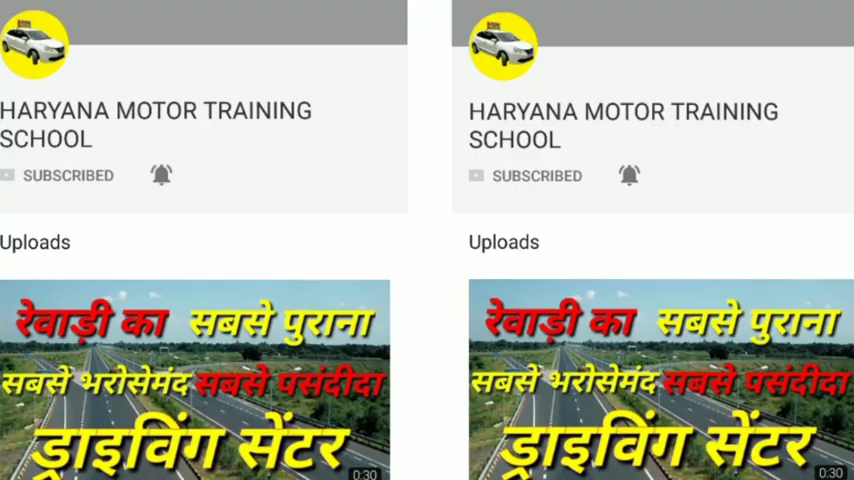 HARYANA MOTOR TRAINING
SCHOOL
SUBSCRIBED
Uploads
रेवाड़ी का सबसे पुराना
सबसें भरोसेमंद सबसे पसंदीदा
ड्राइविंग सेंटर
0:30
HARYANA MOTOR TRAINING
SCHOOL
SUBSCRIBED
Uploads
रेवाड़ी का सबसे पुराना
सबसें भरोसेमंद सबसे पसंदीदा
ड्राइविंग सेंटर
0:30